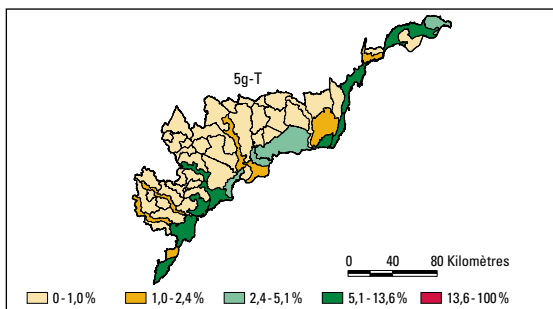 5g-T
0 40 80 Kilomètres
0 - 1,0 % 1,0 - 2,4 % 2,4 - 5,1 % 5,1 - 13,6 % 13,6 - 100 %